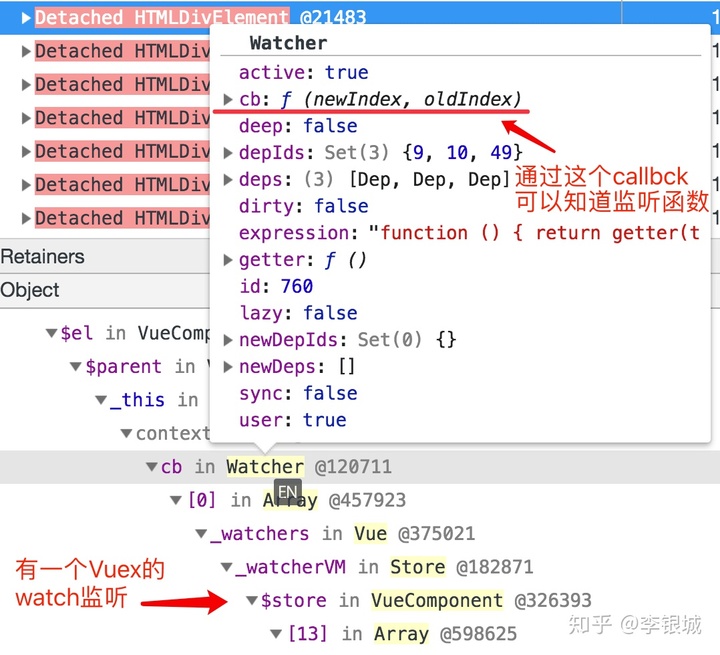 Detached HTMLDivElement @21483
Detached HTMLDiv
Detached HTMLDiv
Detached HTMLDiv
Detached HTMLDiv
Detached HTMLDiv
Detached HTMLDiv
Watcher
active: true
cb: ƒ (newIndex, oldIndex)
deep: false
depIds: Set(3) {9, 10, 49}
deps: (3) [Dep, Dep, Dep]
通过这个callbck
可以知道监听函数
dirty: false
expression: "function () { return getter(t
getter: ƒ ()
id: 760
lazy: false
newDepIds: Set(0) {}
newDeps: []
sync: false
user: true
Retainers
Object
$el in VueComp
$parent in V
_this in
context
cb in Watcher @120711
EN
[0] in Array @457923
_watchers in Vue @375021
_watcherVM in Store @182871
有一个Vuex的
watch监听
$store in VueComponent @326393
[13] in Array @598625
知乎 @李银城